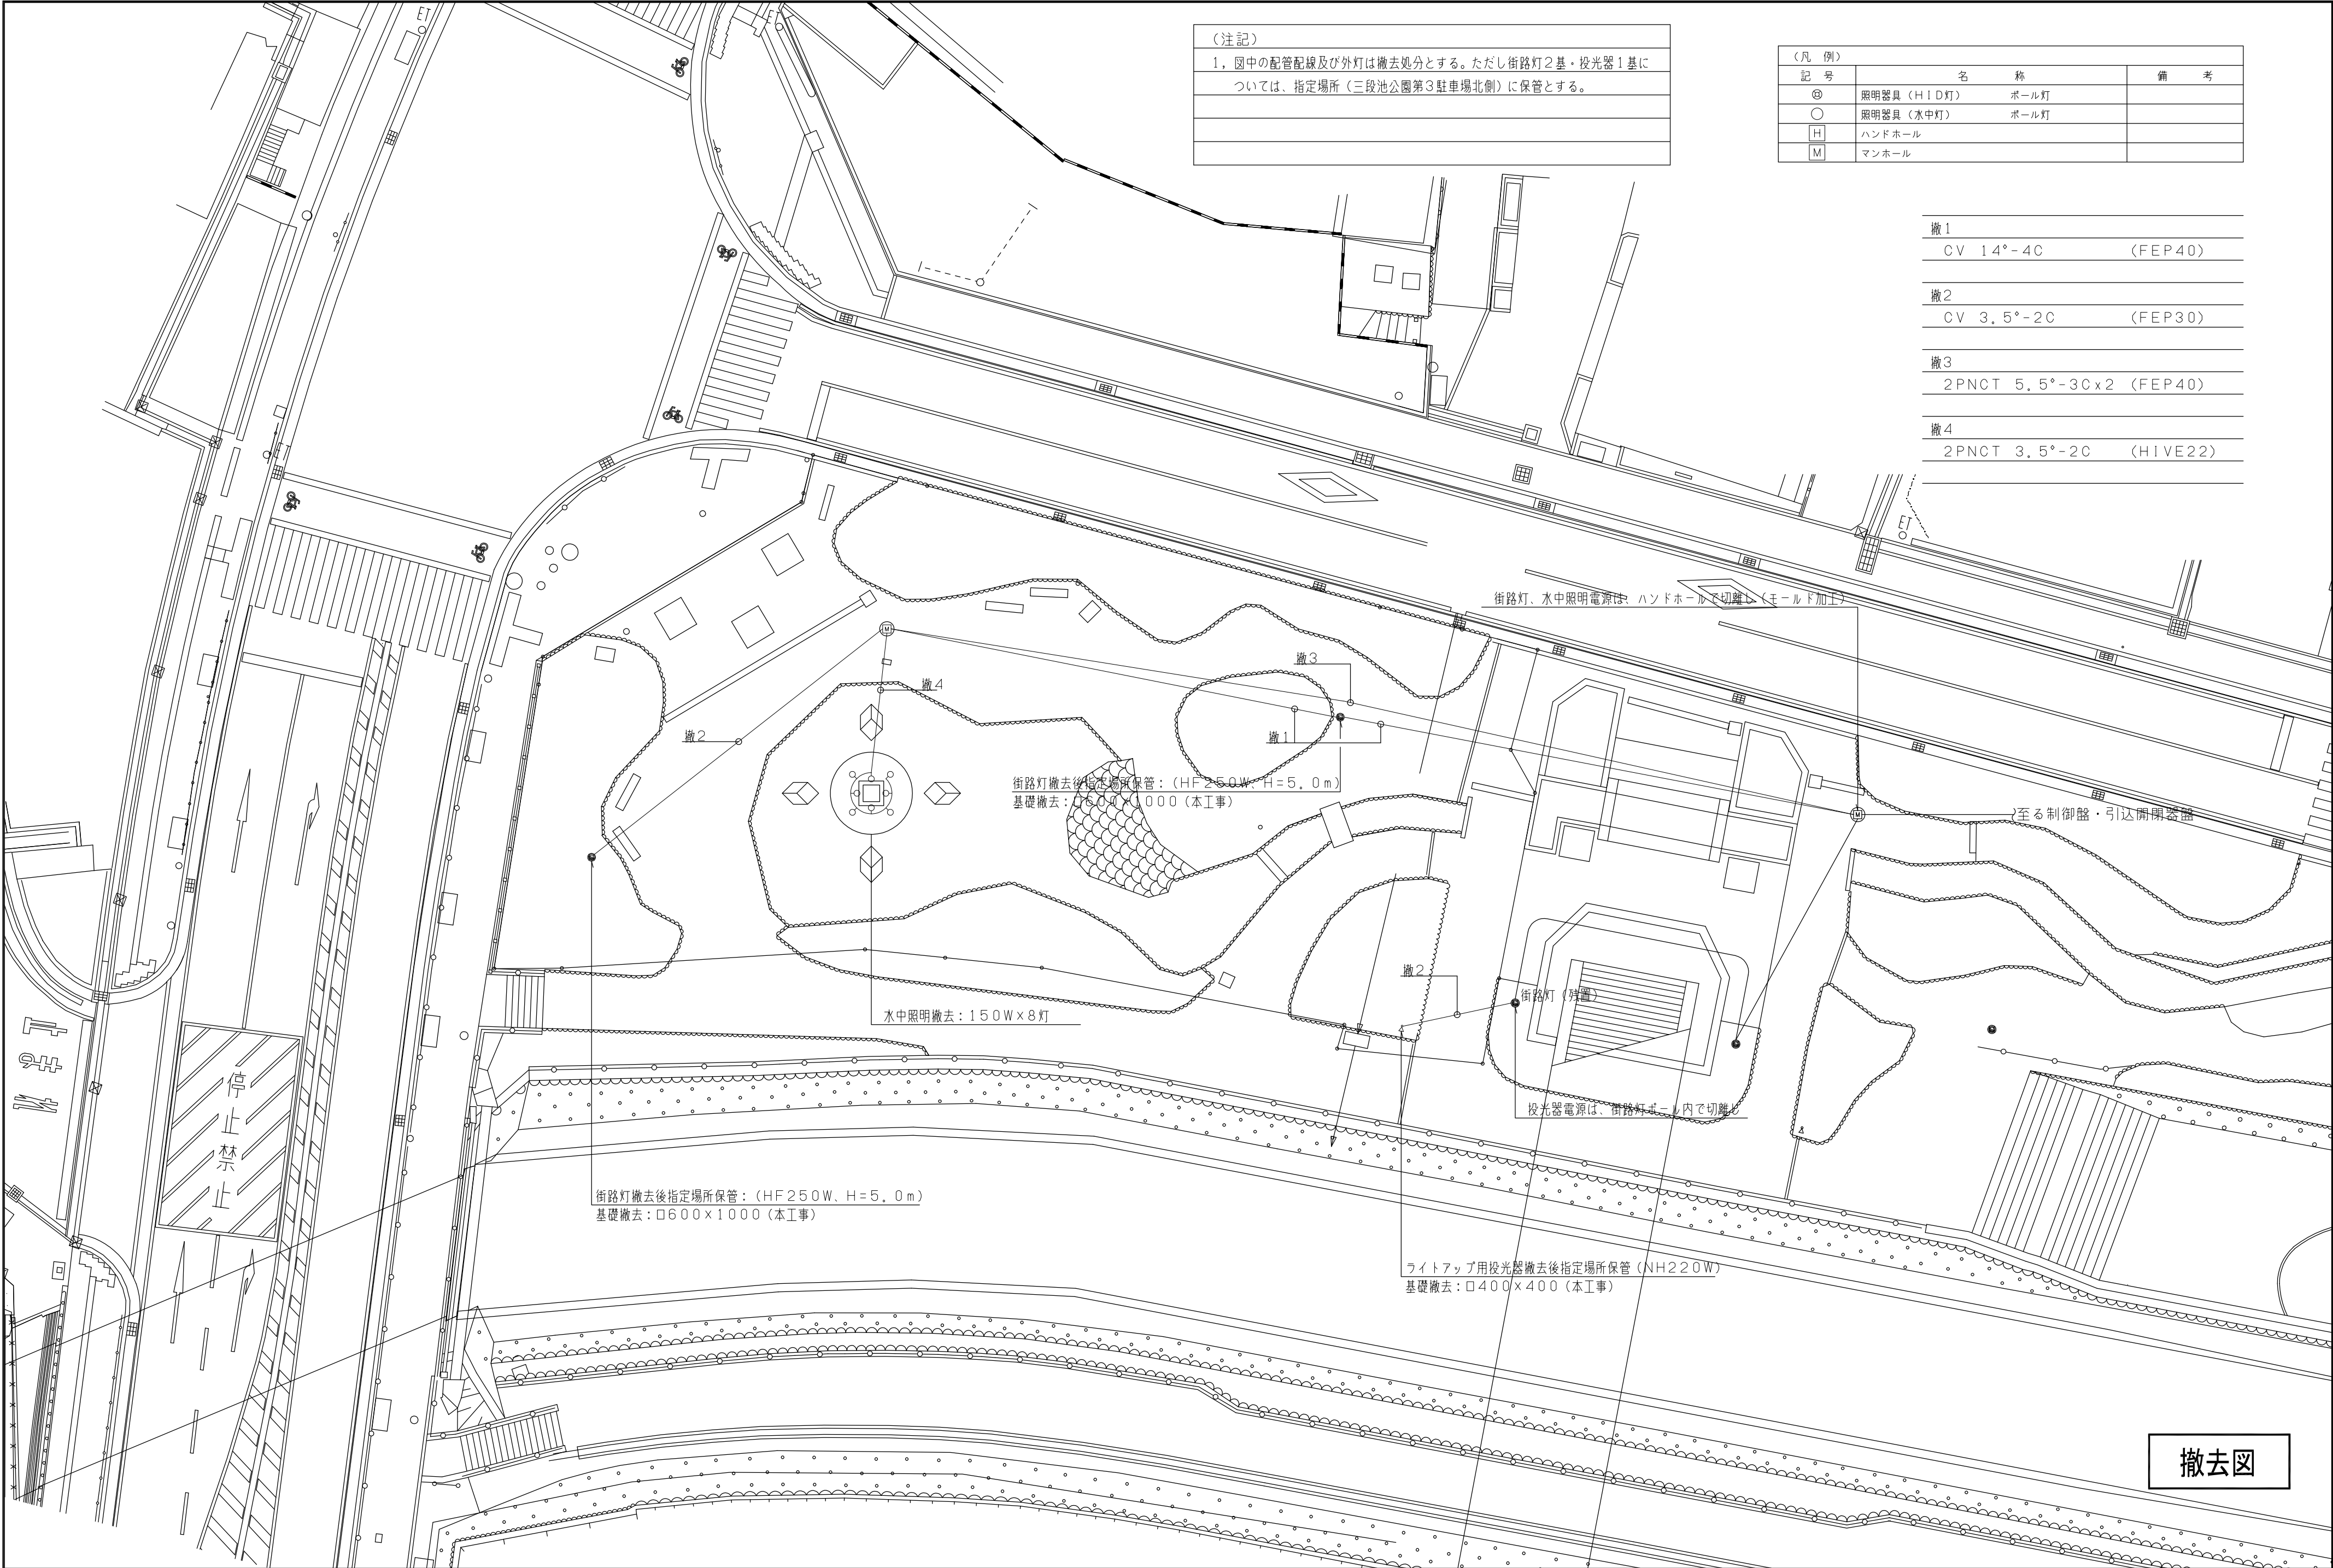 (注記)
1，図中の配管配線及び外灯は撤去処分とする。ただし街路灯2基・投光器1基に
ついては、指定場所（三段池公園第3駐車場北側）に保管とする。
(凡 例)
記 号 名 称 備 考
照明器具（HID灯） ポール灯
照明器具（水中灯） ポール灯
H ハンドホール
M マンホール
撤1
CV 14°-4C (FEP40)
撤2
CV 3.5°-2C (FEP30)
撤3
2PNCT 5.5°-3Cx2 (FEP40)
撤4
2PNCT 3.5°-2C (HIVE22)
ET
ET
ET
街路灯、水中照明電源は、ハンドホールで切離し（モールド加工）
M
撤3
撤4
撤2
撤1
街路灯撤去後指定場所保管：（HF250W、H=5.0m）
基礎撤去：□600×1000（本工事）
M
至る制御盤・引込開閉器盤
撤2
街路灯（残置）
水中照明撤去：150W×8灯
停
止
禁
止
投光器電源は、街路灯ポール内で切離し
街路灯撤去後指定場所保管：（HF250W、H=5.0m）
基礎撤去：□600×1000（本工事）
ライトアップ用投光器撤去後指定場所保管（NH220W）
基礎撤去：□400×400（本工事）
撤去図